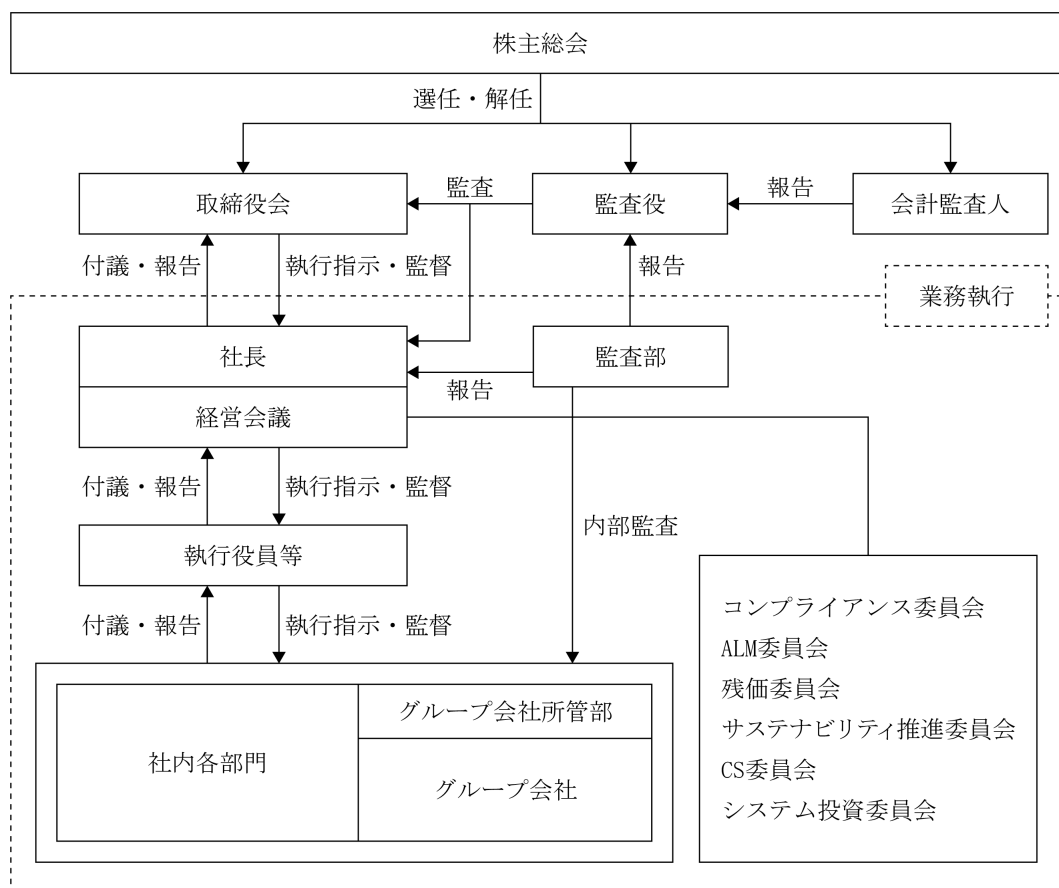 株主総会
選任・解任
取締役会
監査
監査役
報告
会計監査人
付議・報告
執行指示・監督
報告
業務執行
社長
監査部
報告
経営会議
付議・報告
執行指示・監督
内部監査
執行役員等
付議・報告
執行指示・監督
社内各部門
グループ会社所管部
グループ会社
コンプライアンス委員会
ALM委員会
残価委員会
サステナビリティ推進委員会
CS委員会
システム投資委員会